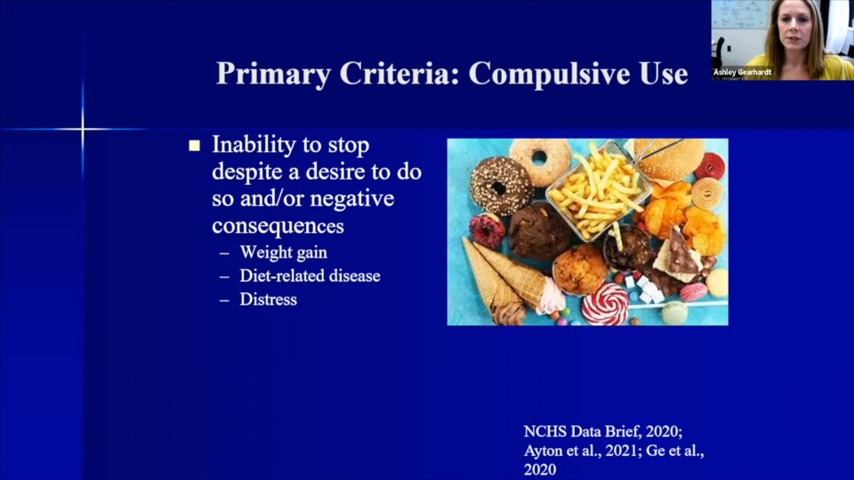 Ashley Gearhardt
Primary Criteria: Compulsive Use
Inability to stop
despite a desire to do
so and/or negative
consequences
– Weight gain
– Diet-related disease
– Distress
NCHS Data Brief, 2020;
Ayton et al., 2021; Ge et al.,
2020